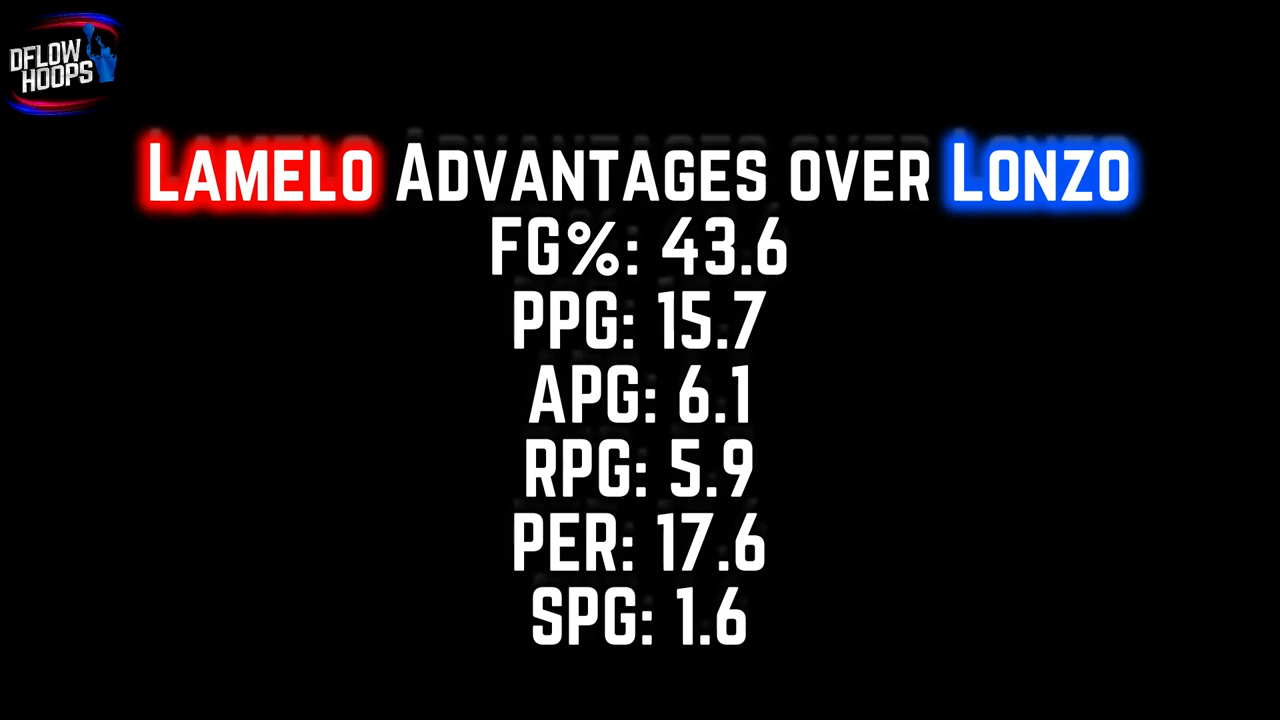 DFLOW
HOOPS
LAMELO ADVANTAGES OVER LONZO
FG%: 43.6
PPG: 15.7
APG: 6.1
RPG: 5.9
PER: 17.6
SPG: 1.6